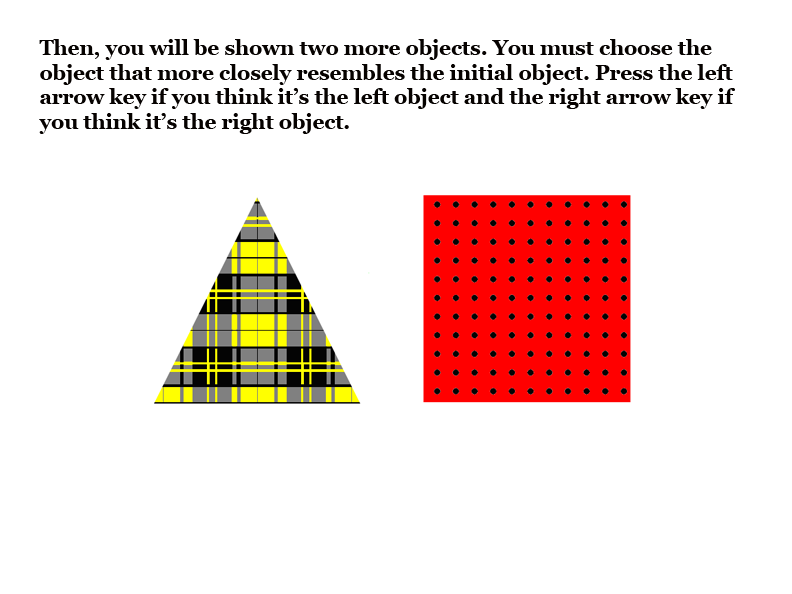 Then, you will be shown two more objects. You must choose the
object that more closely resembles the initial object. Press the left
arrow key if you think it’s the left object and the right arrow key if
you think it’s the right object.